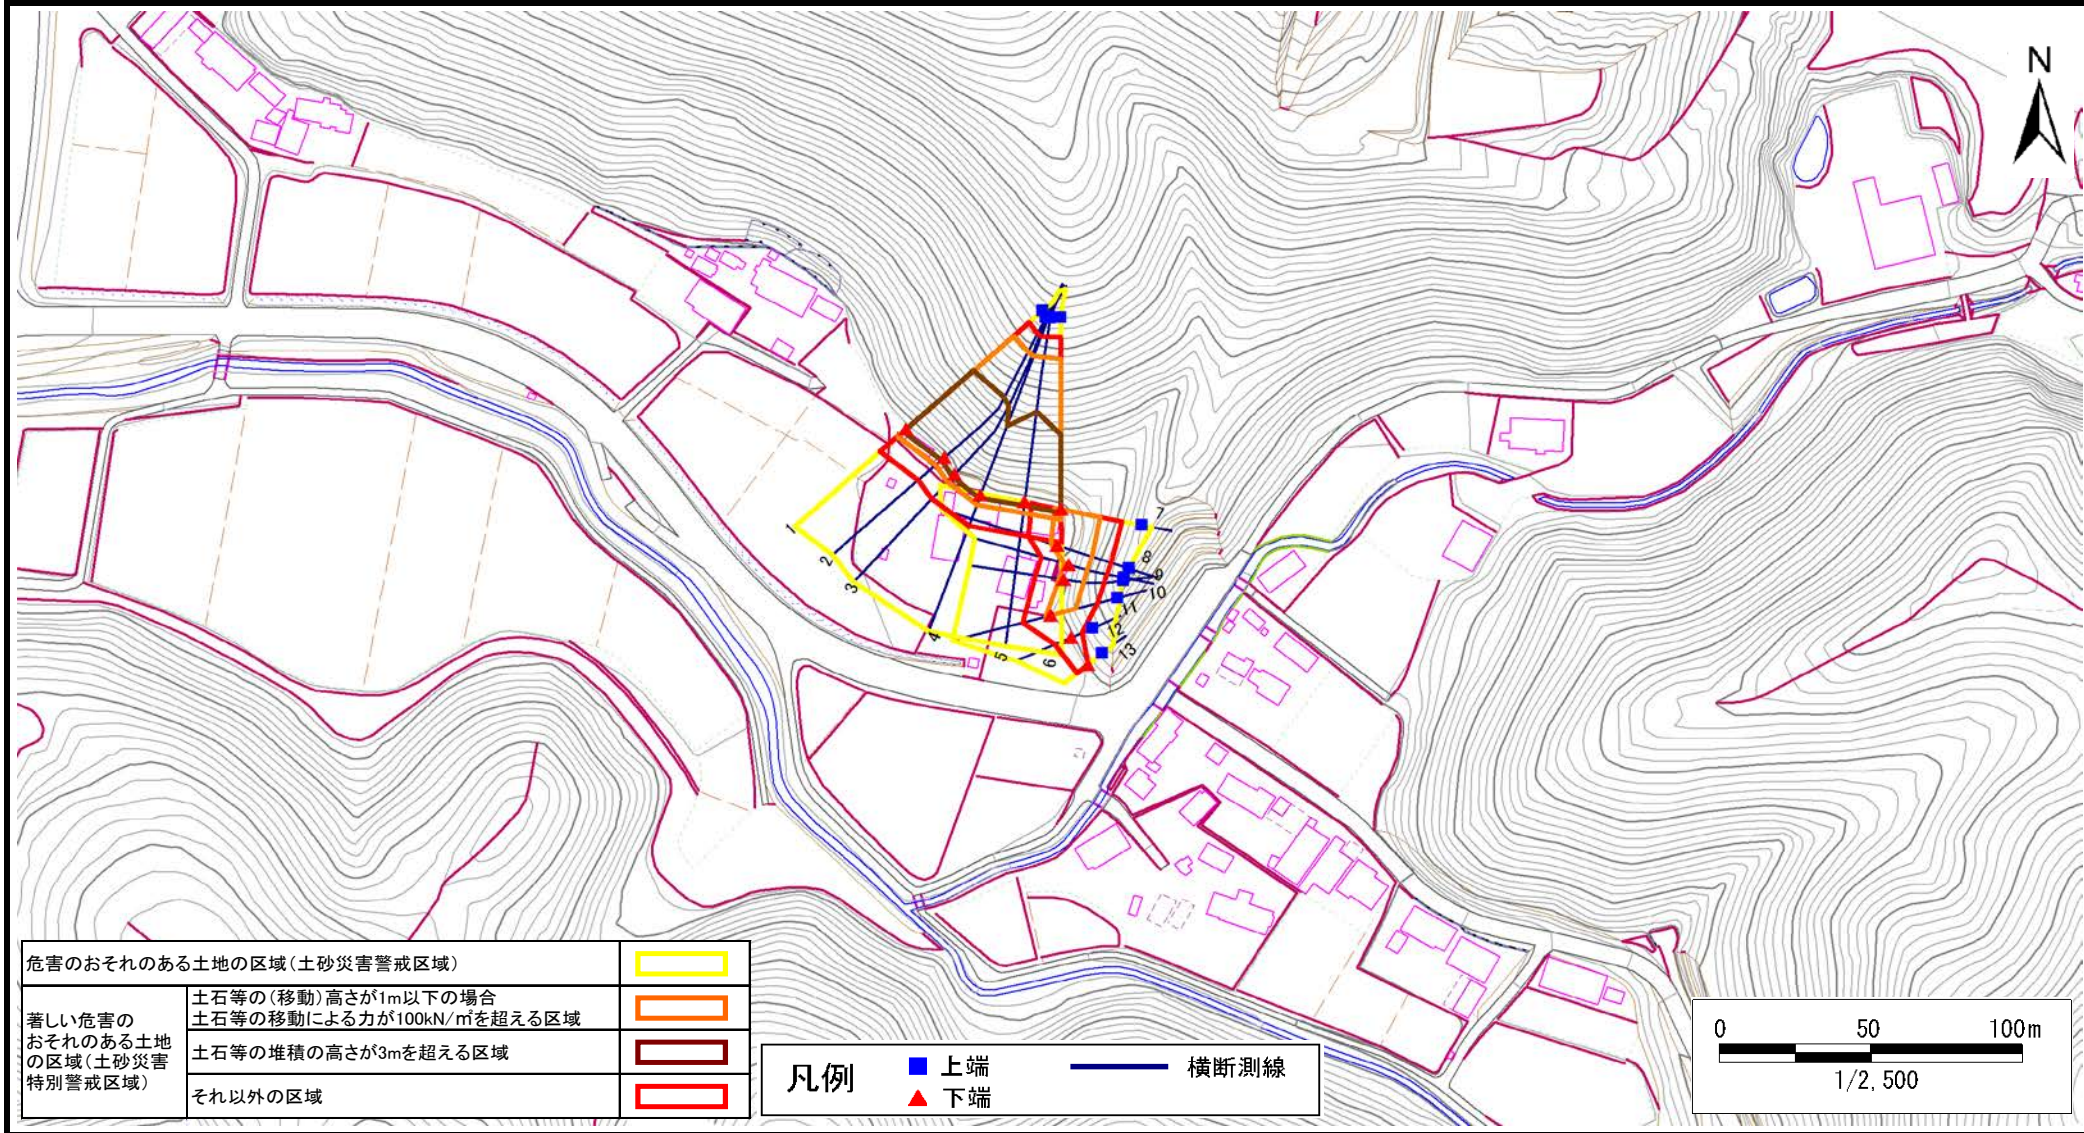 N
1
2
3
4
5
6
7
8
9
10
11
12
13
危害のおそれのある土地の区域(土砂災害警戒区域)
著しい危害の
おそれのある土地
の区域(土砂災害
特別警戒区域)
土石等の(移動)高さが1m以下の場合
土石等の移動による力が100kN/㎡を超える区域
土石等の堆積の高さが3mを超える区域
それ以外の区域
凡例
上端
下端
横断測線
0 50 100m
1/2,500